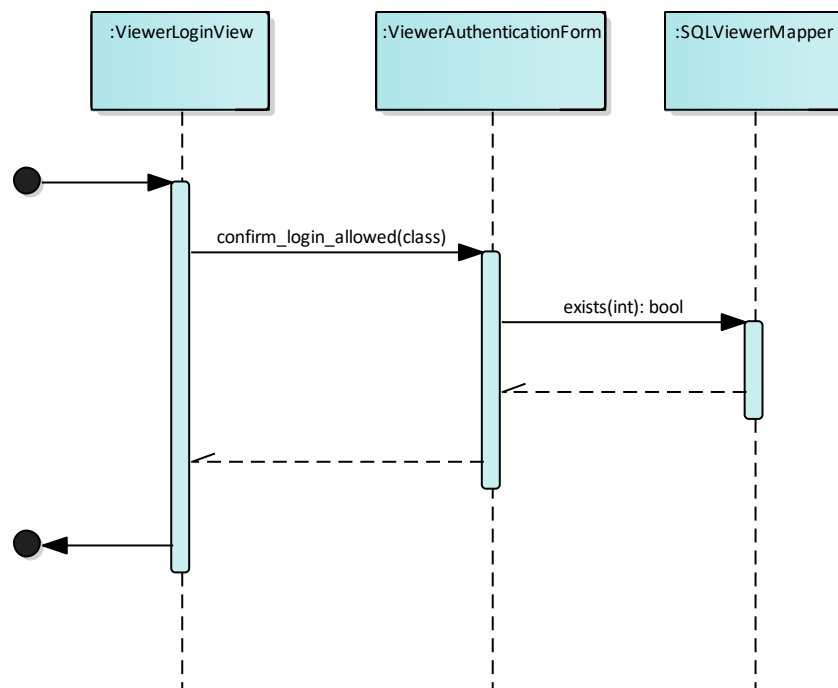 :ViewerLoginView
:ViewerAuthenticationForm
:SQLViewerMapper
confirm_login_allowed(class)
exists(int): bool